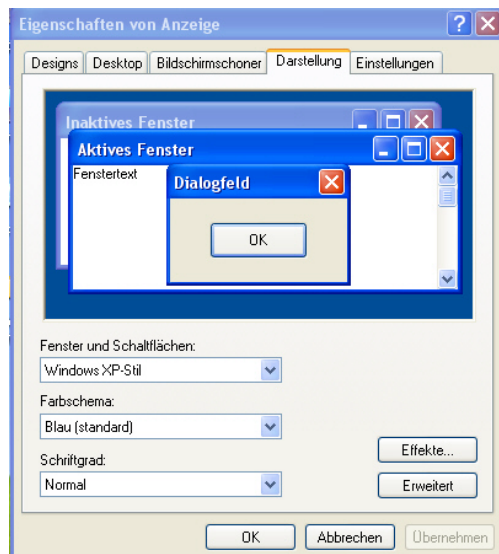 Eigenschaften von Anzeige
Designs Desktop Bildschirmschoner Darstellung Einstellungen
Inaktives Fenster
Aktives Fenster
Fenstertext
Dialogfeld
OK
Fenster und Schaltflächen:
Windows XP-Stil
Farbschema:
Blau (standard)
Schriftgrad:
Normal
Effekte...
Erweitert
OK Abbrechen Übernehmen